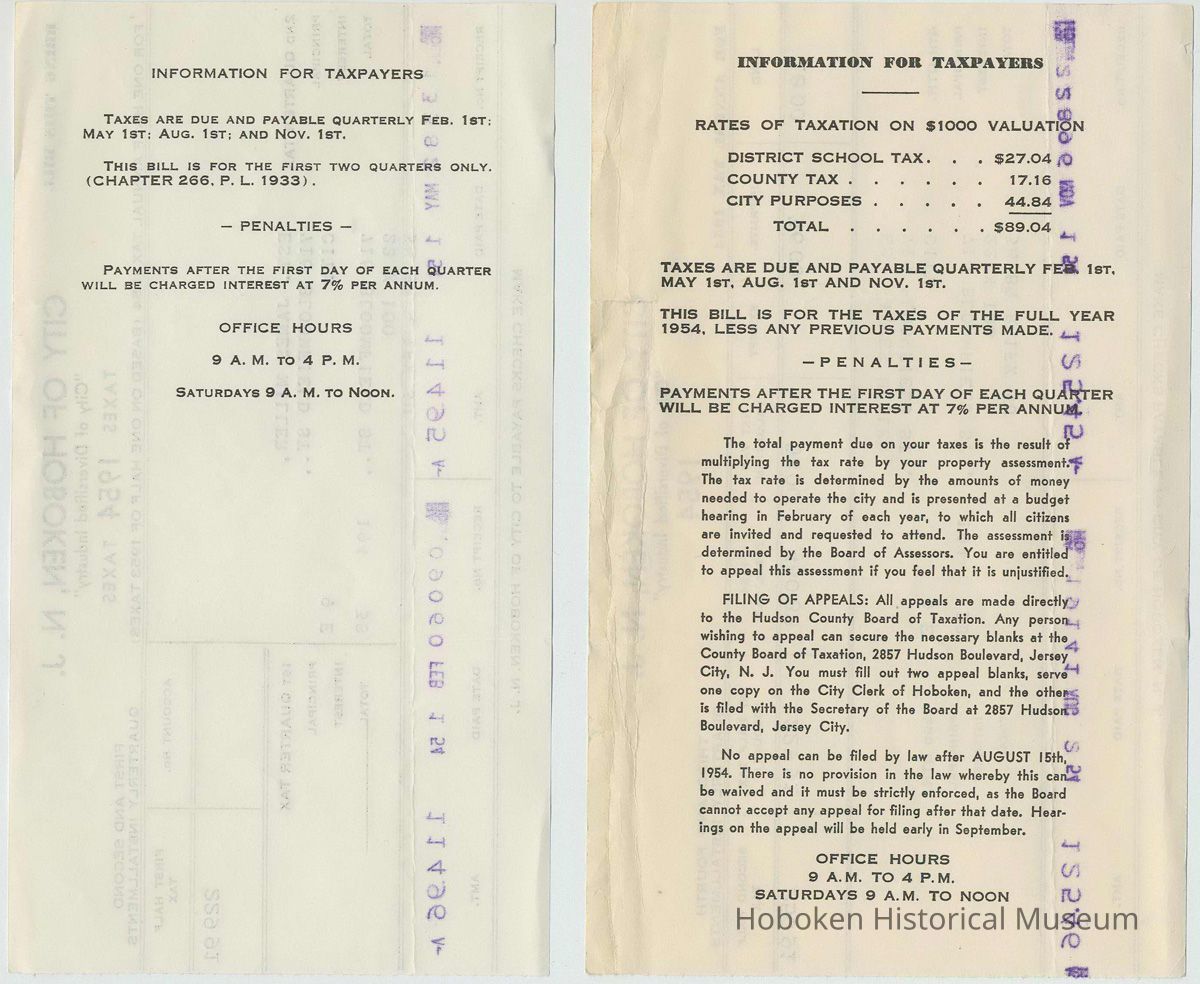 INFORMATION FOR TAXPAYERS
TAXES ARE DUE AND PAYABLE QUARTERLY FEB. 1ST;
MAY 1ST; AUG. 1ST; AND NOV. 1ST.
THIS BILL IS FOR THE FIRST TWO QUARTERS ONLY.
(CHAPTER 266, P. L. 1933).
— PENALTIES —
PAYMENTS AFTER THE FIRST DAY OF EACH QUARTER
WILL BE CHARGED INTEREST AT 7% PER ANNUM.
OFFICE HOURS
9 A. M. TO 4 P. M.
SATURDAYS 9 A. M. TO NOON.
INFORMATION FOR TAXPAYERS
RATES OF TAXATION ON $1000 VALUATION
DISTRICT SCHOOL TAX. . . $27.04
COUNTY TAX . . . . . 17.16
CITY PURPOSES . . . . . 44.84
TOTAL . . . . . . $89.04
TAXES ARE DUE AND PAYABLE QUARTERLY FEB. 1ST,
MAY 1ST, AUG. 1ST AND NOV. 1ST.
THIS BILL IS FOR THE TAXES OF THE FULL YEAR
1954, LESS ANY PREVIOUS PAYMENTS MADE.
—PENALTIES—
PAYMENTS AFTER THE FIRST DAY OF EACH QUARTER
WILL BE CHARGED INTEREST AT 7% PER ANNUM.
The total payment due on your taxes is the result of
multiplying the tax rate by your property assessment.
The tax rate is determined by the amounts of money
needed to operate the city and is presented at a budget
hearing in February of each year, to which all citizens
are invited and requested to attend. The assessment is
determined by the Board of Assessors. You are entitled
to appeal this assessment if you feel that it is unjustified.
FILING OF APPEALS: All appeals are made directly
to the Hudson County Board of Taxation. Any person
wishing to appeal can secure the necessary blanks at the
County Board of Taxation, 2857 Hudson Boulevard, Jersey
City, N. J. You must fill out two appeal blanks, serve
one copy on the City Clerk of Hoboken, and the other
is filed with the Secretary of the Board at 2857 Hudson
Boulevard, Jersey City.
No appeal can be filed by law after AUGUST 15th,
1954. There is no provision in the law whereby this can
be waived and it must be strictly enforced, as the Board
cannot accept any appeal for filing after that date. Hear-
ings on the appeal will be held early in September.
OFFICE HOURS
9 A.M. TO 4 P.M.
SATURDAYS 9 A.M. TO NOON
Hoboken Historical Museum